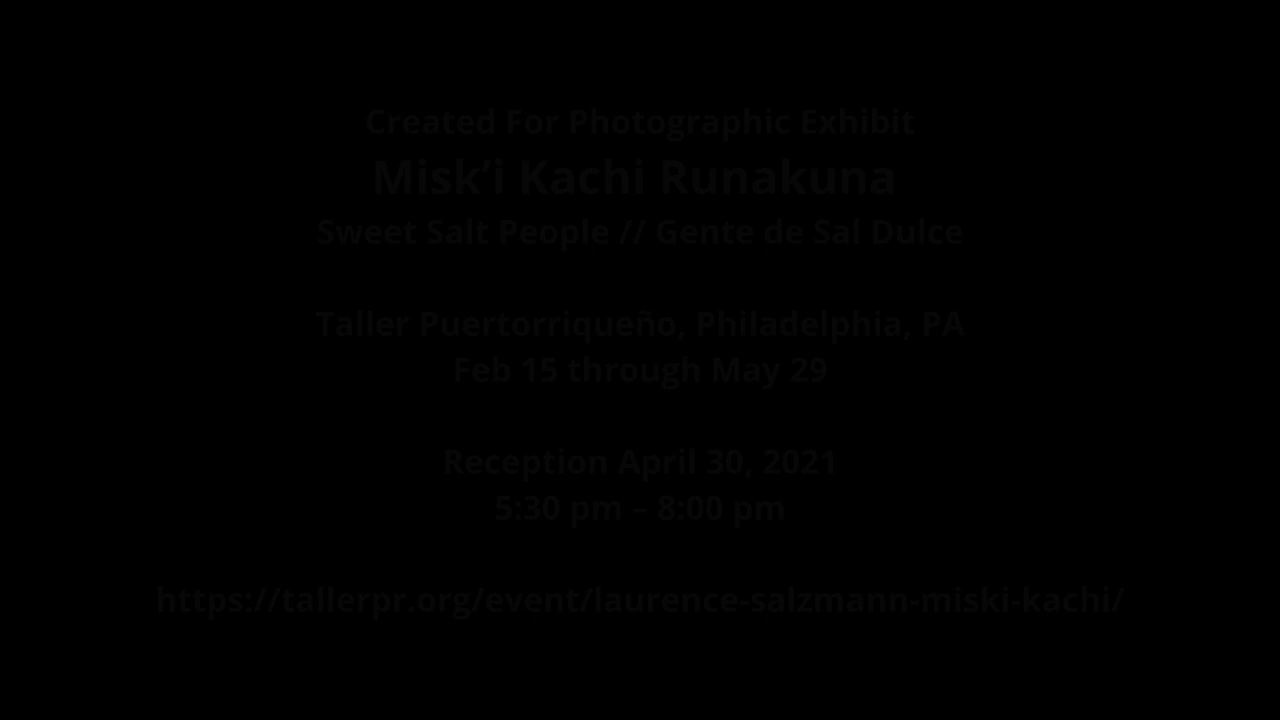 Created For Photographic Exhibit
Misk’i Kachi Runakuna
Sweet Salt People // Gente de Sal Dulce
Taller Puertorriqueño, Philadelphia, PA
Feb 15 through May 29
Reception April 30, 2021
5:30 pm – 8:00 pm
https://tallerpr.org/event/laurence-salzmann-miski-kachi/